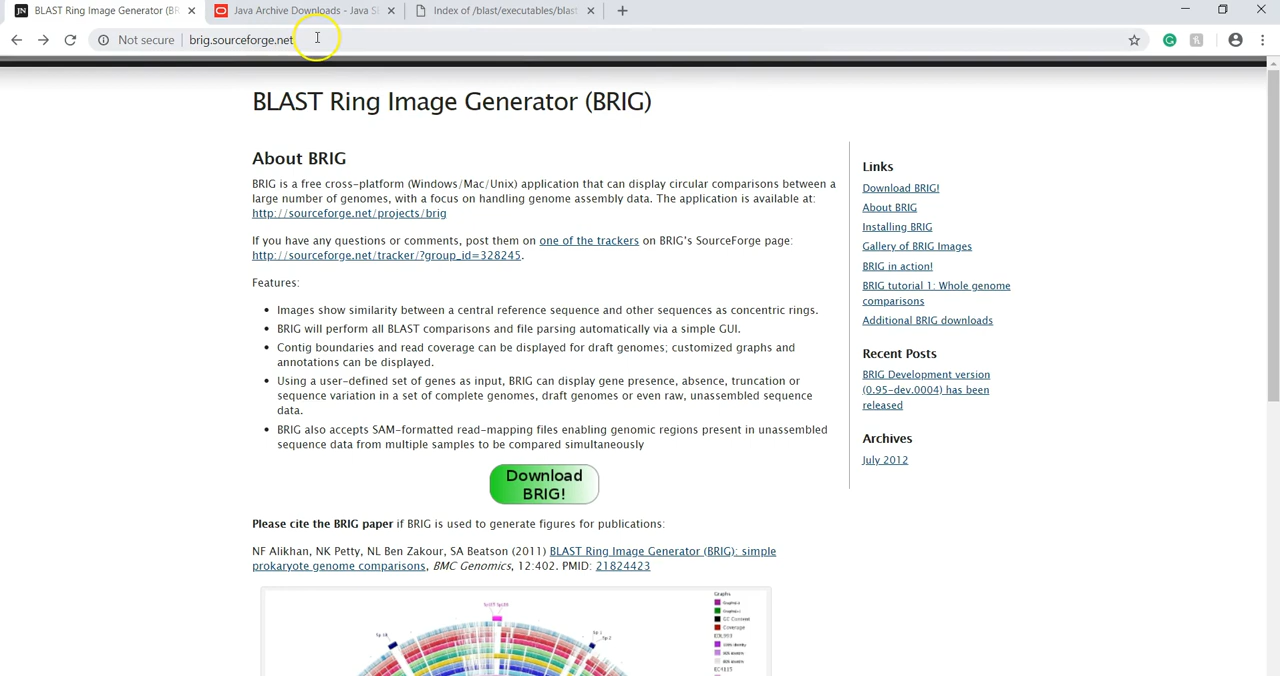 BLAST Ring Image Generator (BR
Java Archive Downloads - Java S
Index of /blast/executables/blast
Not secure | brig.sourceforge.net
BLAST Ring Image Generator (BRIG)
About BRIG
BRIG is a free cross-platform (Windows/Mac/Unix) application that can display circular comparisons between a
large number of genomes, with a focus on handling genome assembly data. The application is available at:
http://sourceforge.net/projects/brig
If you have any questions or comments, post them on one of the trackers on BRIG's SourceForge page:
http://sourceforge.net/tracker/?group_id=328245.
Features:
• Images show similarity between a central reference sequence and other sequences as concentric rings.
• BRIG will perform all BLAST comparisons and file parsing automatically via a simple GUI.
• Contig boundaries and read coverage can be displayed for draft genomes; customized graphs and
annotations can be displayed.
• Using a user-defined set of genes as input, BRIG can display gene presence, absence, truncation or
sequence variation in a set of complete genomes, draft genomes or even raw, unassembled sequence
data.
• BRIG also accepts SAM-formatted read-mapping files enabling genomic regions present in unassembled
sequence data from multiple samples to be compared simultaneously
Download
BRIG!
Please cite the BRIG paper if BRIG is used to generate figures for publications:
NF Alikhan, NK Petty, NL Ben Zakour, SA Beatson (2011) BLAST Ring Image Generator (BRIG): simple
prokaryote genome comparisons, BMC Genomics, 12:402. PMID: 21824423
Links
Download BRIG!
About BRIG
Installing BRIG
Gallery of BRIG Images
BRIG in action!
BRIG tutorial 1: Whole genome
comparisons
Additional BRIG downloads
Recent Posts
BRIG Development version
(0.95-dev.0004) has been
released
Archives
July 2012
Graphs
GC Content
Coverage